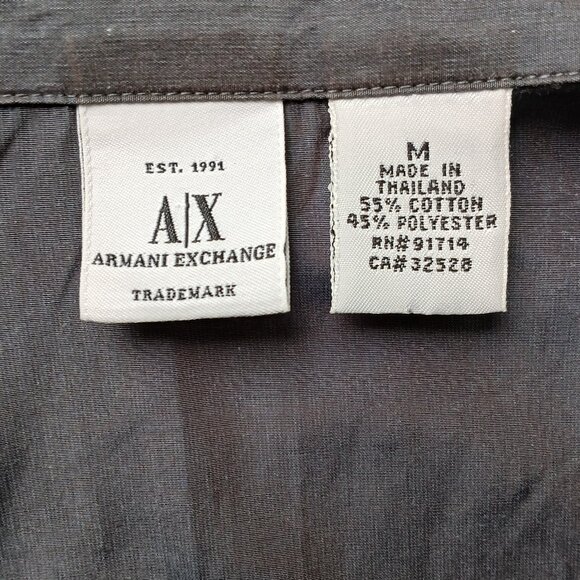 EST. 1991
A|X
ARMANI EXCHANGE
TRADEMARK
M
MADE IN
THAILAND
55% COTTON
45% POLYESTER
RN#91714
CA#32528